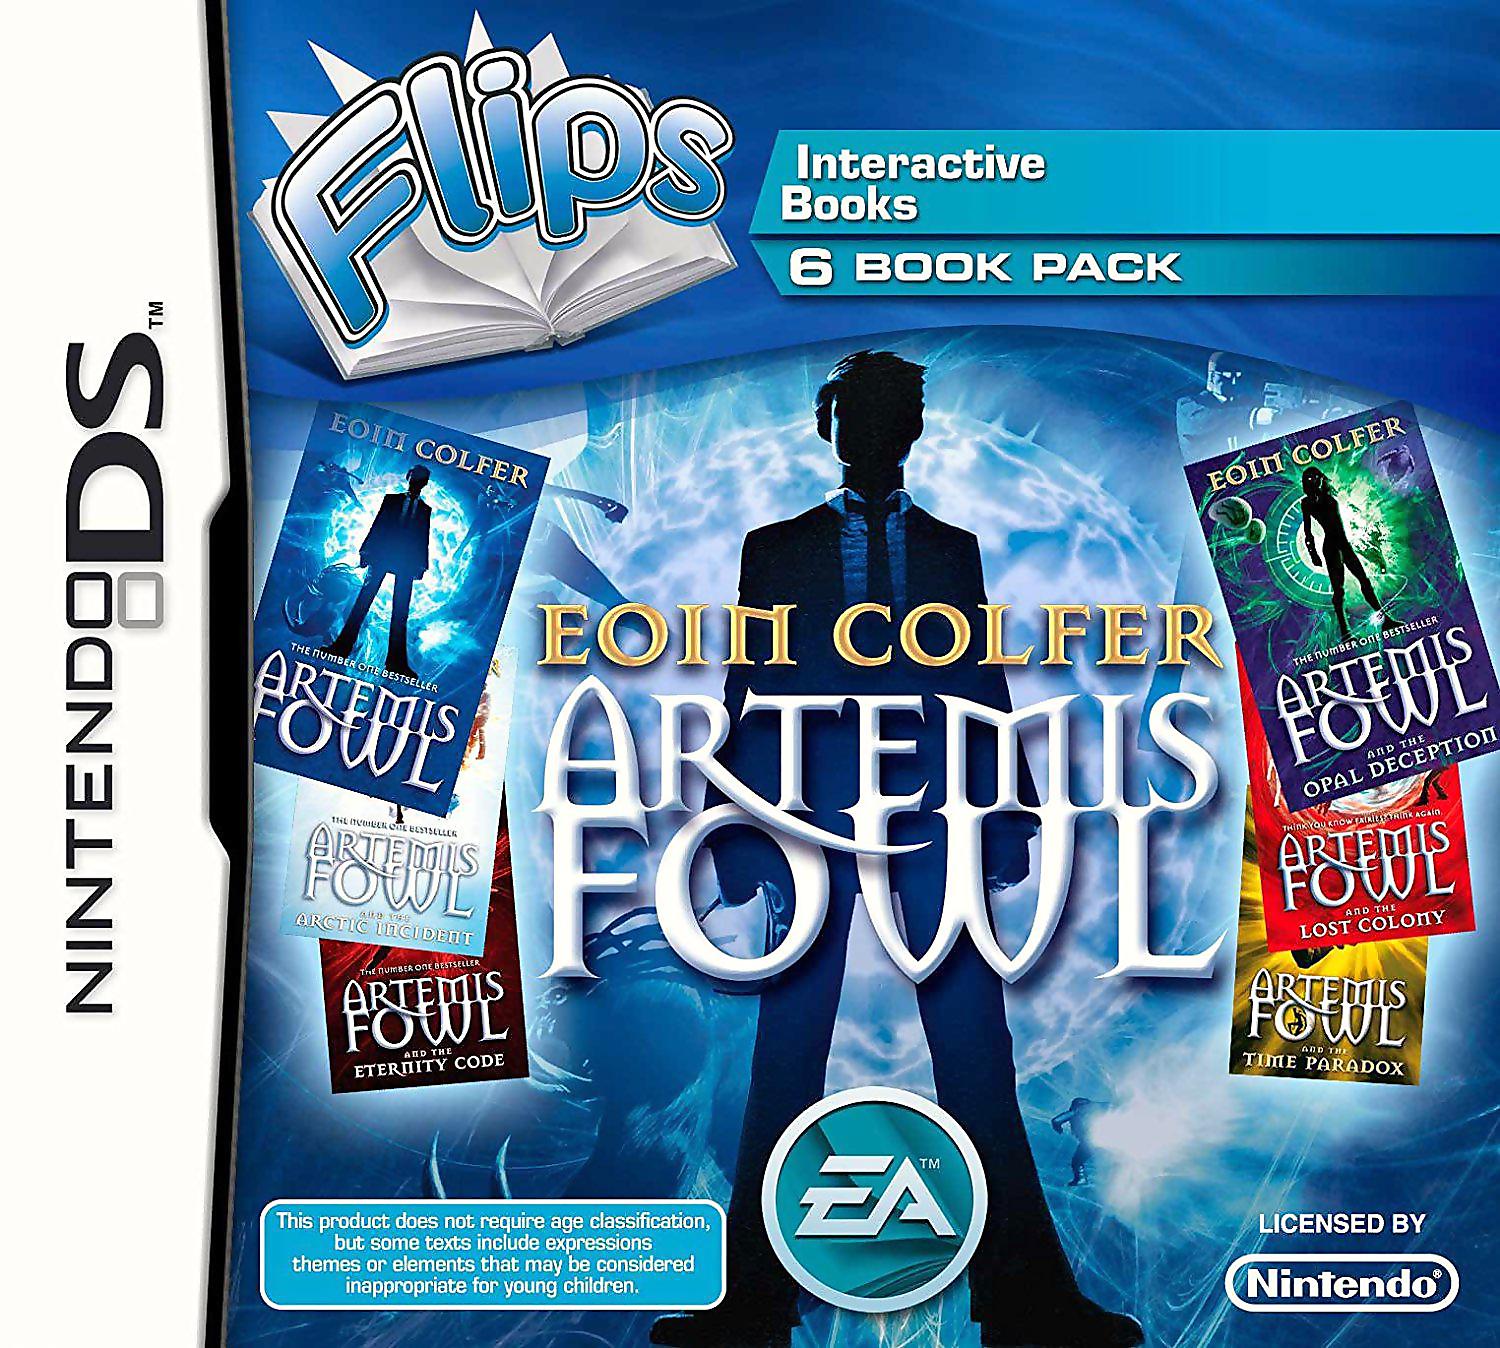 NINTENDO DS™
Flips
Interactive
Books
6 BOOK PACK
EOIN COLFER
ARTEMIS
FOWL
EOIN COLFER
THE NUMBER ONE BESTSELLER
ARTEMIS
FOWL
THE NUMBER ONE BESTSELLER
ARTEMIS
FOWL
AND THE
ARCTIC INCIDENT
THE NUMBER ONE BESTSELLER
ARTEMIS
FOWL
AND THE
ETERNITY CODE
EOIN COLFER
THE NUMBER ONE BESTSELLER
ARTEMIS
FOWL
AND THE
OPAL DECEPTION
THINK YOU KNOW FAIRIES? THINK AGAIN.
ARTEMIS
FOWL
AND THE
LOST COLONY
ARTEMIS
FOWL
AND THE
TIME PARADOX
EA™
This product does not require age classification,
but some texts include expressions
themes or elements that may be considered
inappropriate for young children.
LICENSED BY
Nintendo®